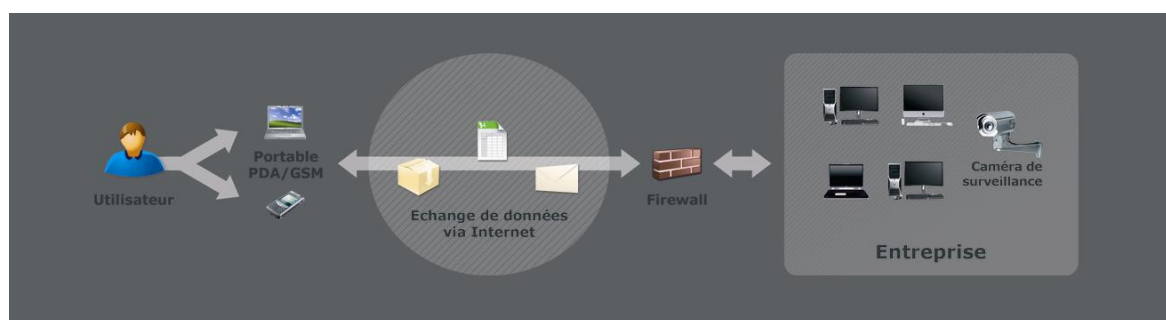 Utilisateur
Portable
PDA/GSM
Echange de données
via Internet
Firewall
Caméra de
surveillance
Entreprise